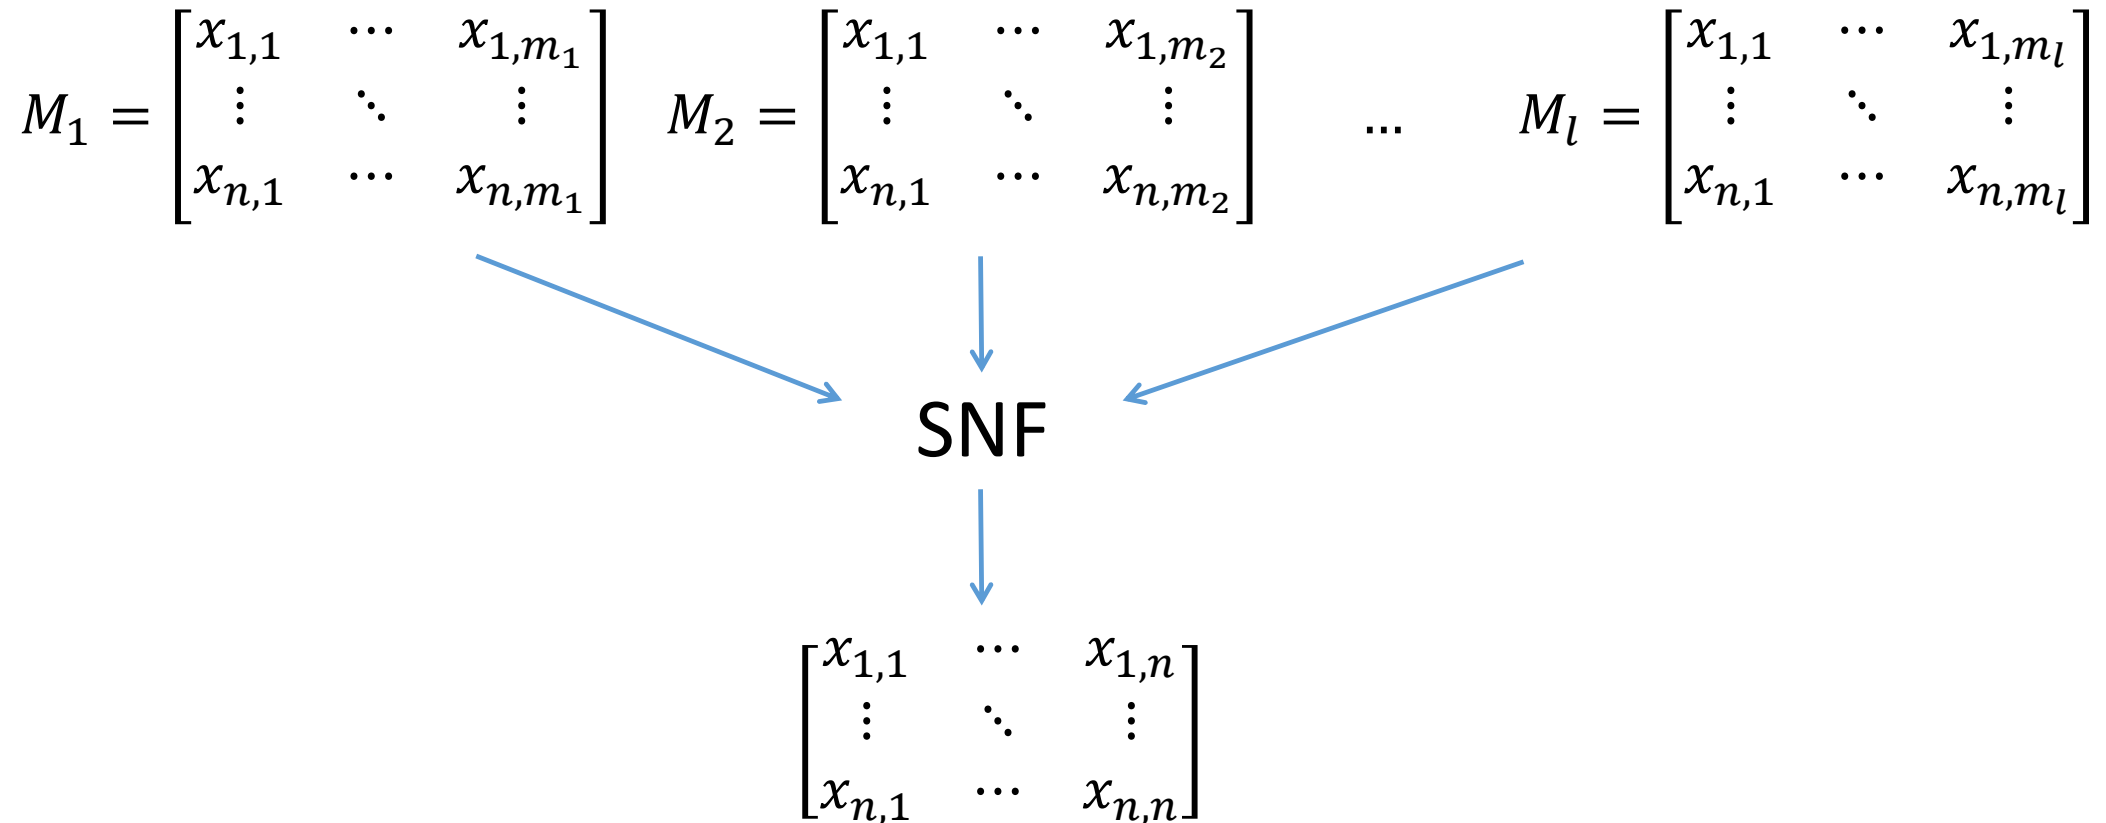 M₁ = [x₁,₁ ⋯ x₁,ₘ₁ ⋮ ⋱ ⋮ xₙ,₁ ⋯ xₙ,ₘ₁]
M₂ = [x₁,₁ ⋯ x₁,ₘ₂ ⋮ ⋱ ⋮ xₙ,₁ ⋯ xₙ,ₘ₂]
...
Mₗ = [x₁,₁ ⋯ x₁,ₘₗ ⋮ ⋱ ⋮ xₙ,₁ ⋯ xₙ,ₘₗ]
SNF
[x₁,₁ ⋯ x₁,ₙ
⋮ ⋱ ⋮
xₙ,₁ ⋯ xₙ,ₙ]